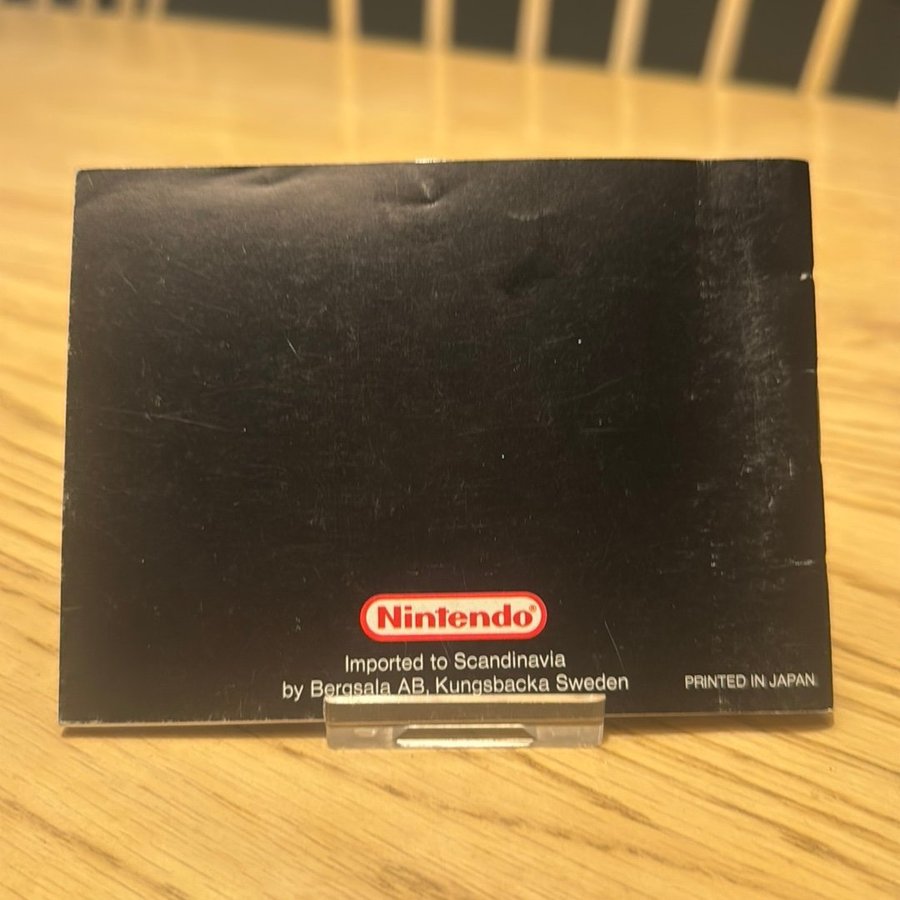 Nintendo®
Imported to Scandinavia
by Bergsala AB, Kungsbacka Sweden
PRINTED IN JAPAN